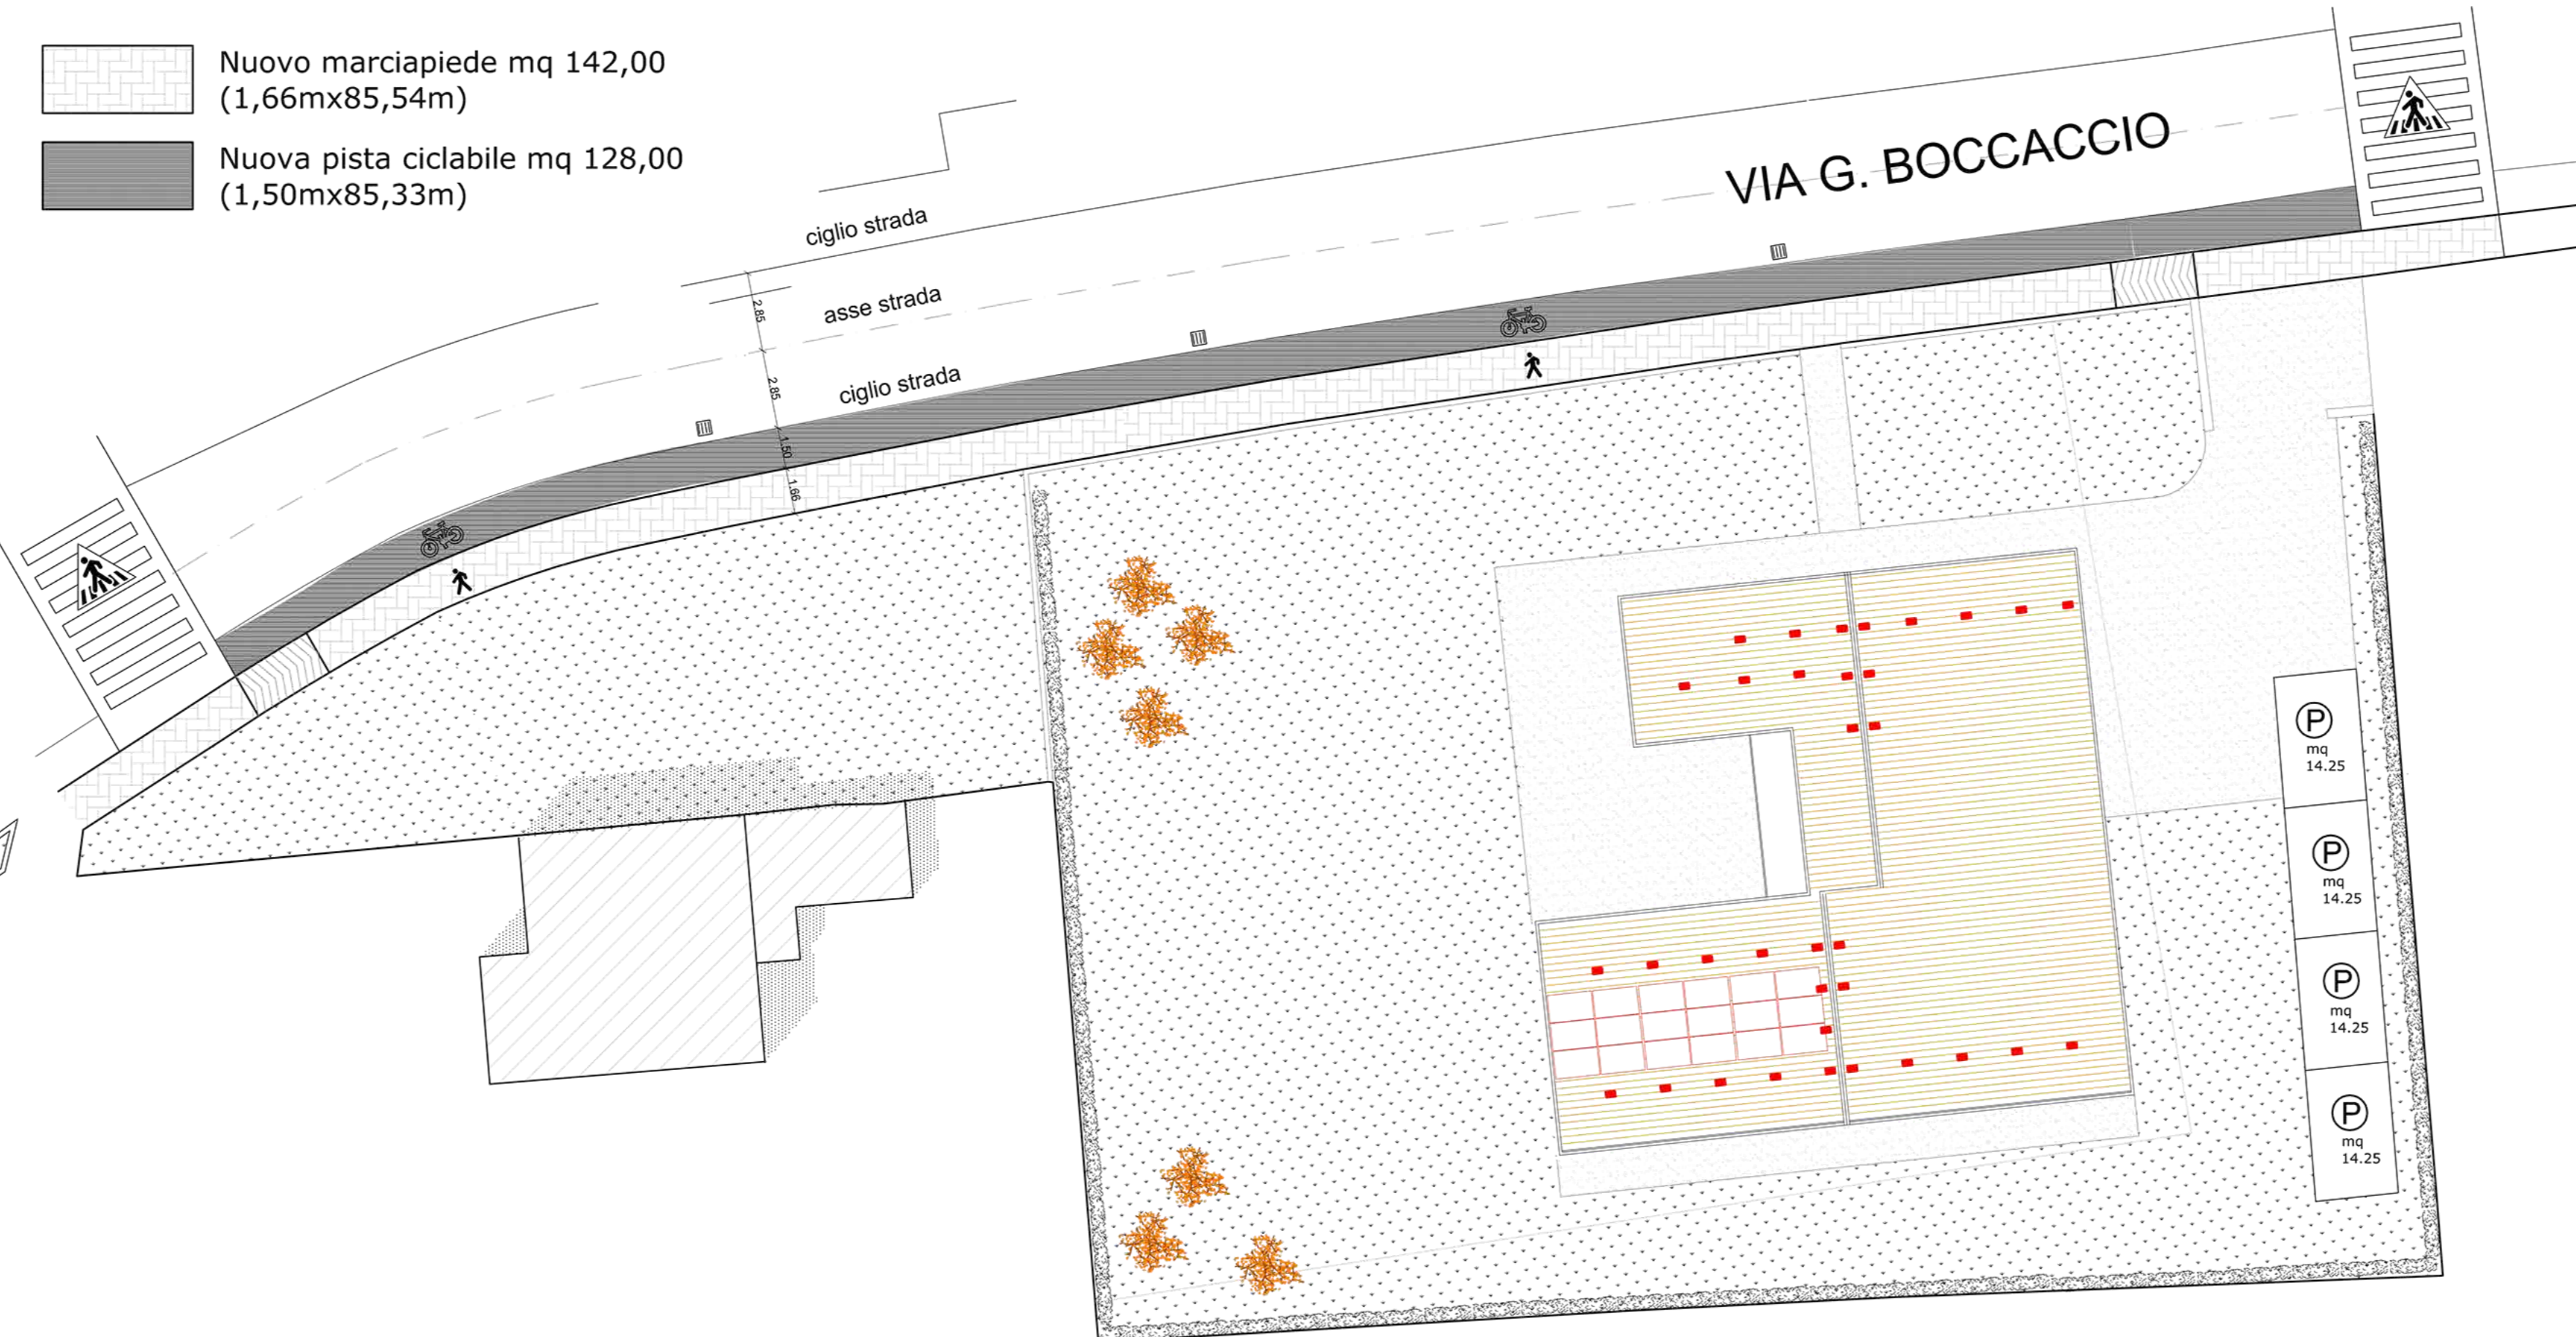 Nuovo marciapiede mq 142,00
(1,66mx85,54m)
Nuova pista ciclabile mq 128,00
(1,50mx85,33m)
VIA G. BOCCACCIO
ciglio strada
asse strada
ciglio strada
2.85
2.85
1.50
1.66
P
mq
14.25
P
mq
14.25
P
mq
14.25
P
mq
14.25